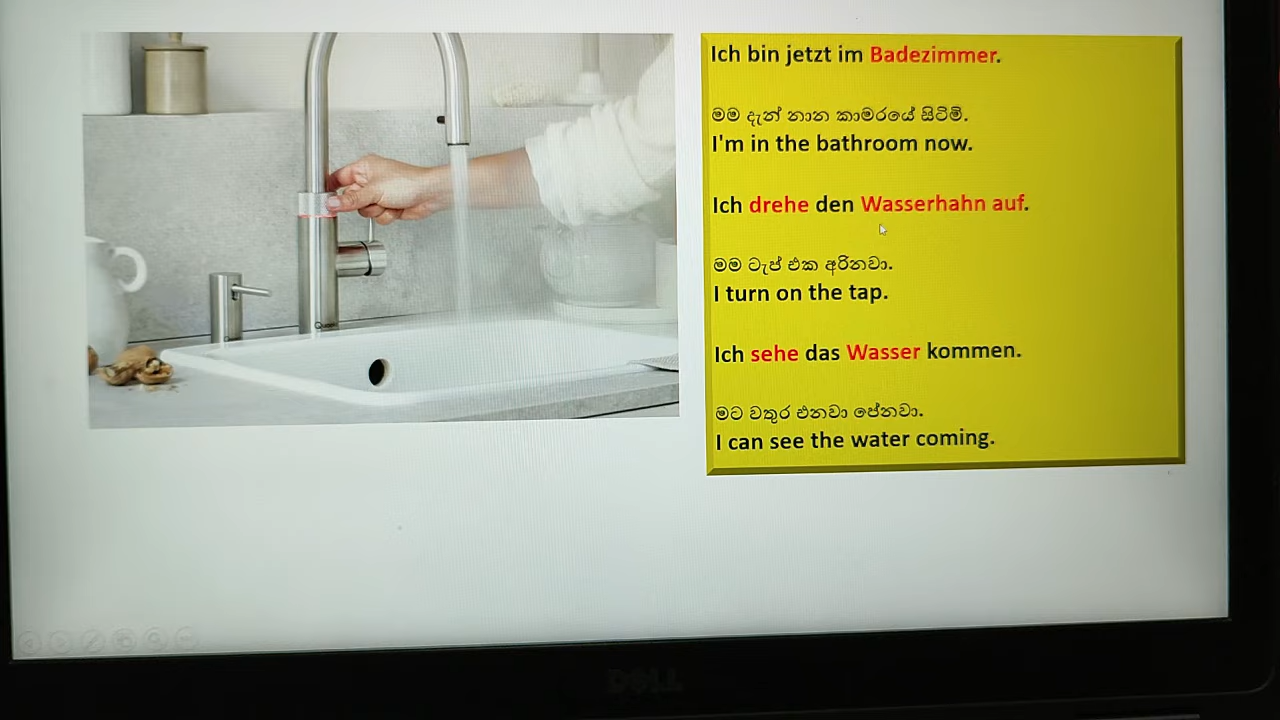 Ich bin jetzt im Badezimmer.
මම දැන් නාන කාමරයේ සිටිමි.
I'm in the bathroom now.
Ich drehe den Wasserhahn auf.
මම ටැප් එක අරිනවා.
I turn on the tap.
Ich sehe das Wasser kommen.
මට වතුර එනවා පේනවා.
I can see the water coming.
DELL